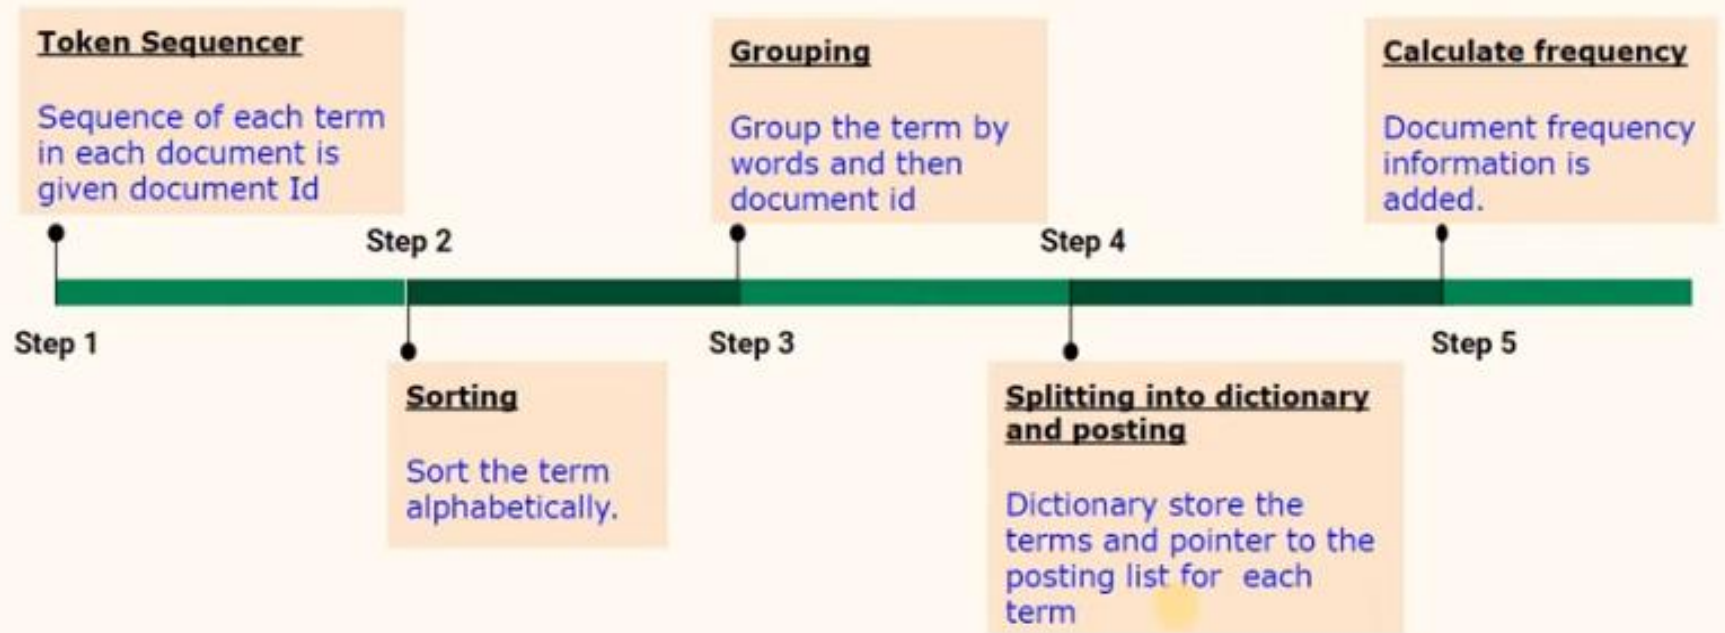 Token Sequencer
Sequence of each term
in each document is
given document Id
Step 1
Step 2
Sorting
Sort the term
alphabetically.
Grouping
Group the term by
words and then
document id
Step 3
Step 4
Splitting into dictionary
and posting
Dictionary store the
terms and pointer to the
posting list for each
term
Calculate frequency
Document frequency
information is
added.
Step 5